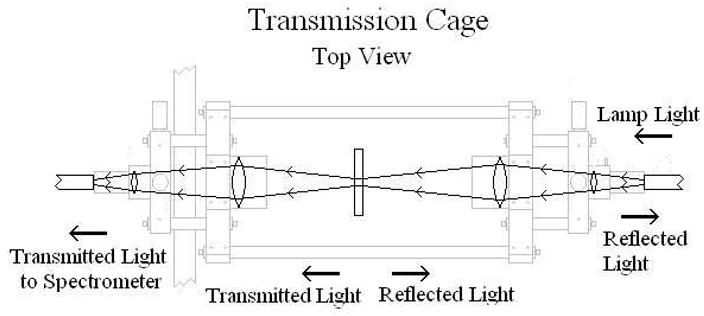 Transmission Cage
Top View
Lamp Light
Transmitted Light
to Spectrometer
Reflected
Light
Transmitted Light
Reflected Light